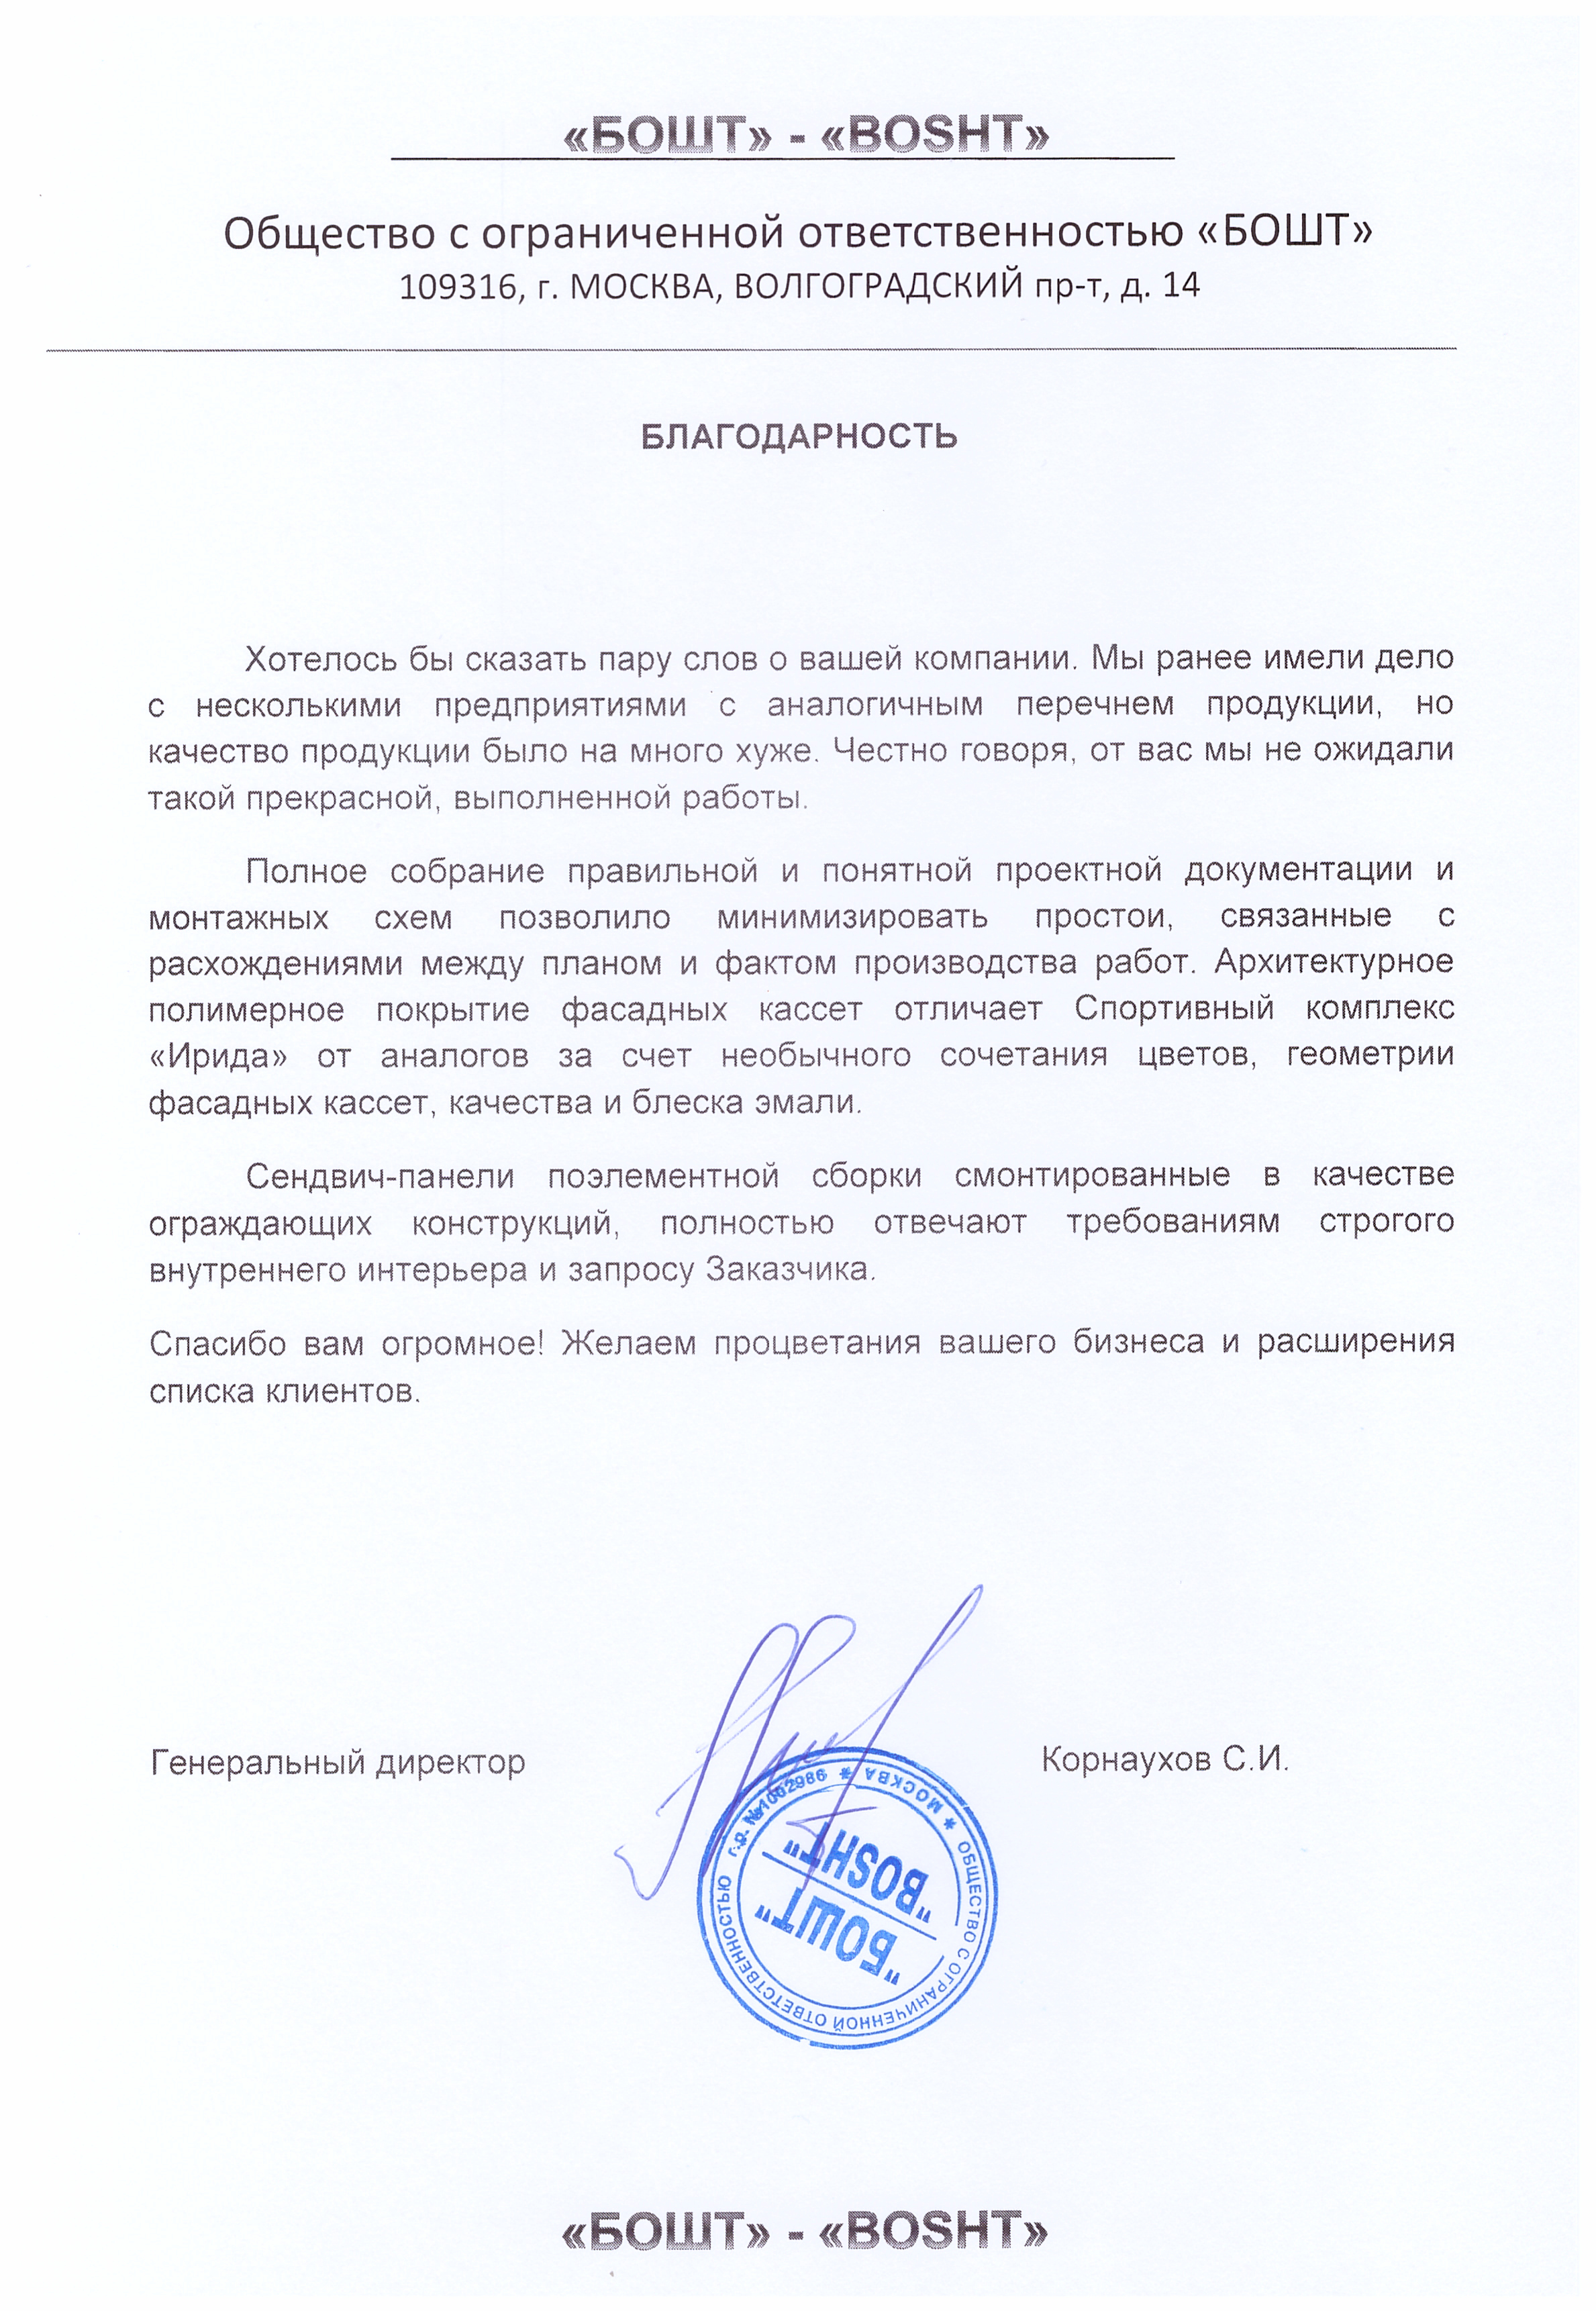 «БОШТ» - «BOSHT»
Общество с ограниченной ответственностью «БОШТ»
109316, г. МОСКВА, ВОЛГОГРАДСКИЙ пр-т, д. 14
БЛАГОДАРНОСТЬ
Хотелось бы сказать пару слов о вашей компании. Мы ранее имели дело
с несколькими предприятиями с аналогичным перечнем продукции, но
качество продукции было на много хуже. Честно говоря, от вас мы не ожидали
такой прекрасной, выполненной работы.
Полное собрание правильной и понятной проектной документации и
монтажных схем позволило минимизировать простои, связанные с
расхождениями между планом и фактом производства работ. Архитектурное
полимерное покрытие фасадных кассет отличает Спортивный комплекс
«Ирида» от аналогов за счет необычного сочетания цветов, геометрии
фасадных кассет, качества и блеска эмали.
Сендвич-панели поэлементной сборки смонтированные в качестве
ограждающих конструкций, полностью отвечают требованиям строгого
внутреннего интерьера и запросу Заказчика.
Спасибо вам огромное! Желаем процветания вашего бизнеса и расширения
списка клиентов.
Генеральный директор
Корнаухов С.И.
ОБЩЕСТВО С ОГРАНИЧЕННОЙ ОТВЕТСТВЕННОСТЬЮ
г.р. №1002986
* МОСКВА *
"БОШТ"
"BOSHT"
«БОШТ» - «BOSHT»